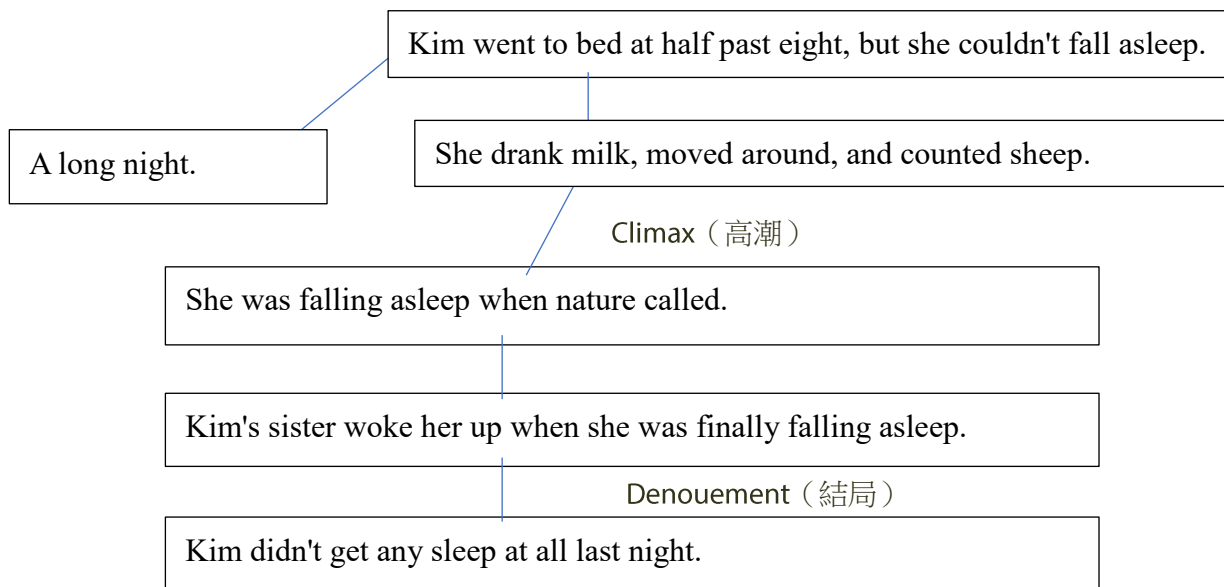 Kim went to bed at half past eight, but she couldn't fall asleep.
A long night.
She drank milk, moved around, and counted sheep.
Climax（高潮）
She was falling asleep when nature called.
Kim's sister woke her up when she was finally falling asleep.
Denouement（結局）
Kim didn't get any sleep at all last night.